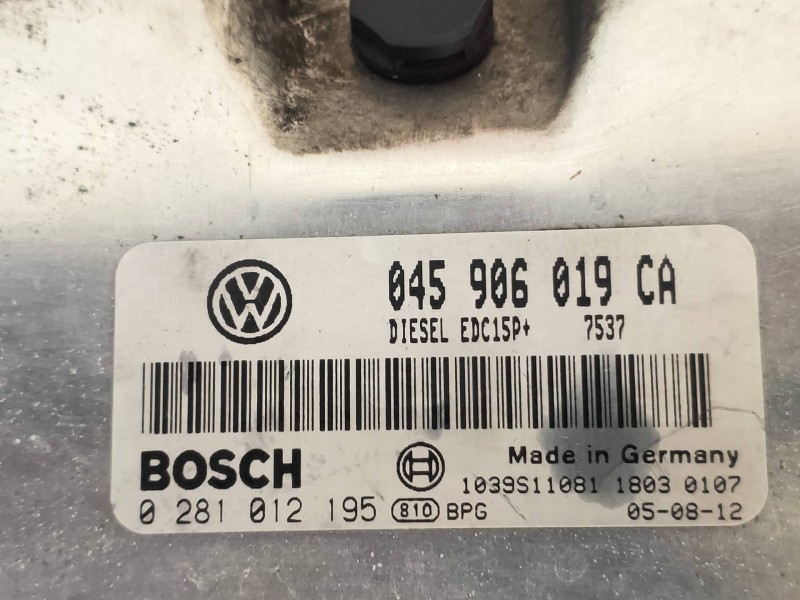 045 906 019 CA
DIESEL EDC15P+ 7537
BOSCH
Made in Germany
1039S11081 1803 0107
0 281 012 195 810 BPG 05-08-12